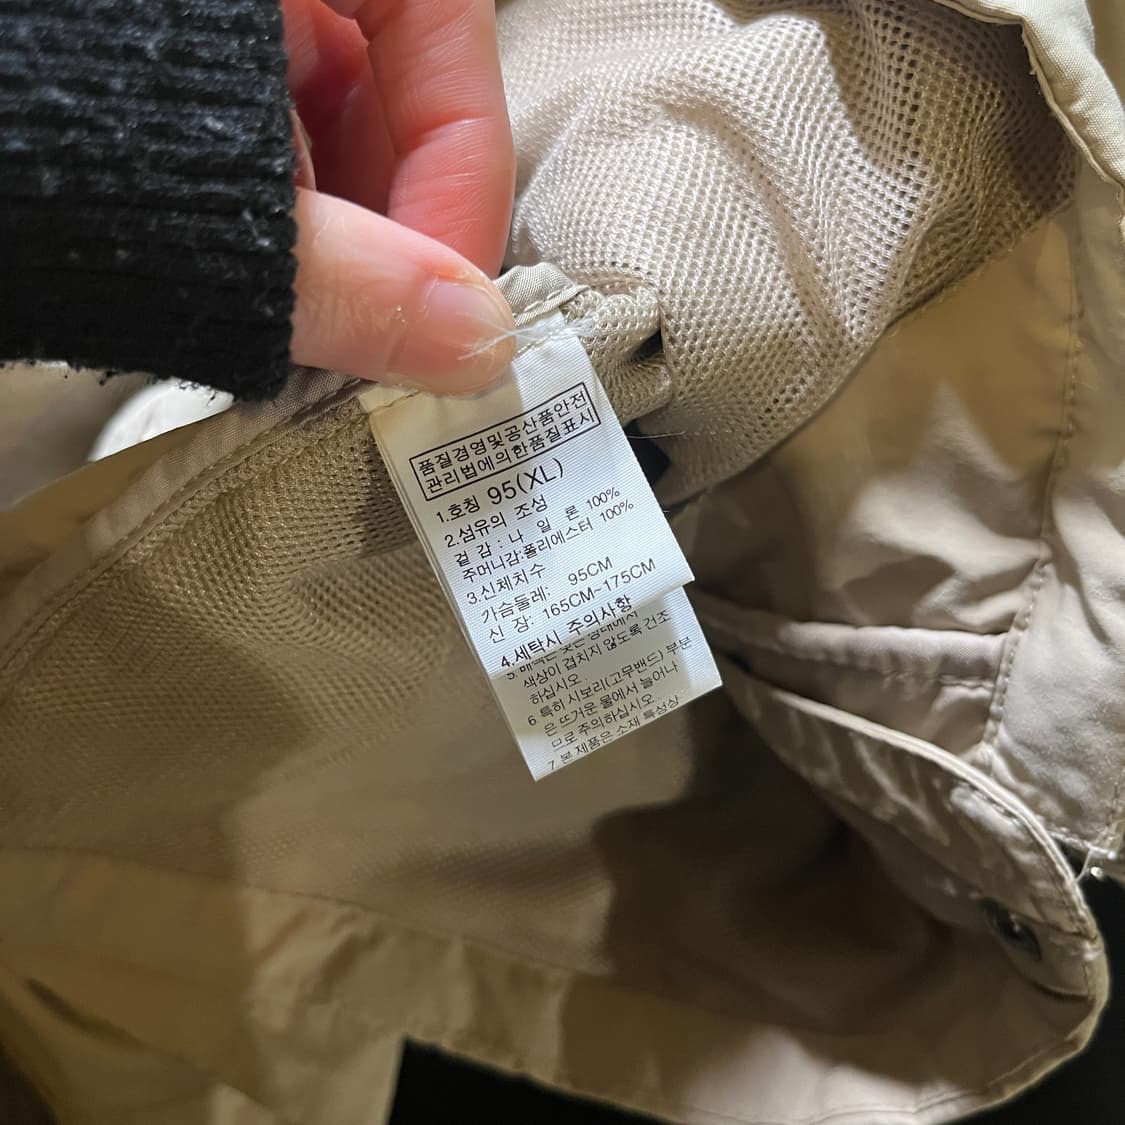 품질경영및공산품안전
관리법에의한품질표시
1.호칭 95(XL)
2.섬유의 조성
겉 감 : 나 일 론 100%
주머니감:폴리에스터 100%
3.신체치수
가슴둘레: 95CM
신 장: 165CM~175CM
4.세탁시 주의사항
색상이 겹치지 않도록 건조
하십시오.
6 특히 시보리(고무밴드) 부분
은 뜨거운 물에서 늘어나
므로 주의하십시오.
7 본 제품은 소재 특성상